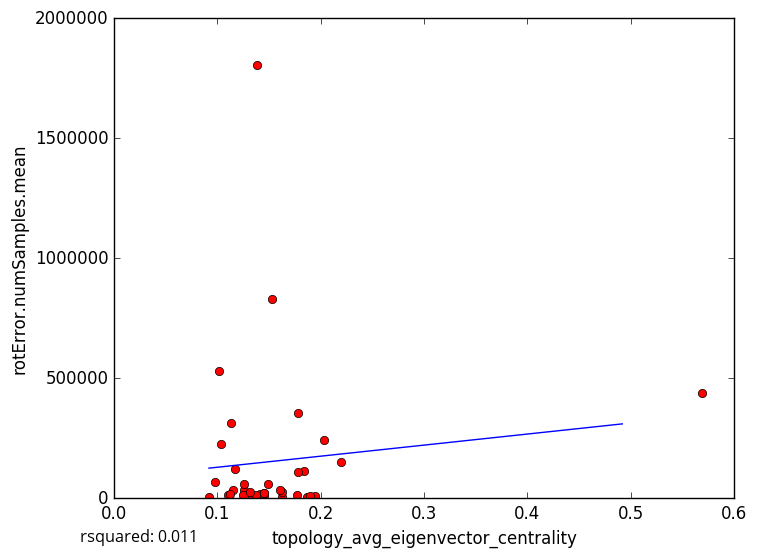 2000000
1500000
1000000
500000
0
rotError.numSamples.mean
0.0 0.1 0.2 0.3 0.4 0.5 0.6
topology_avg_eigenvector_centrality
rsquared: 0.011